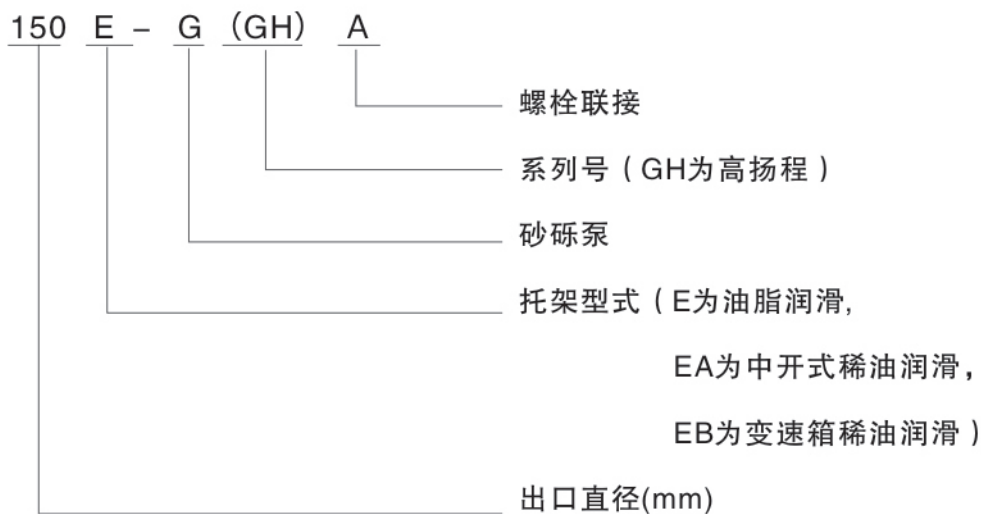 150 E – G (GH) A
螺栓联接
系列号（GH为高扬程）
砂砾泵
托架型式（E为油脂润滑,
EA为中开式稀油润滑，
EB为变速箱稀油润滑）
出口直径(mm)